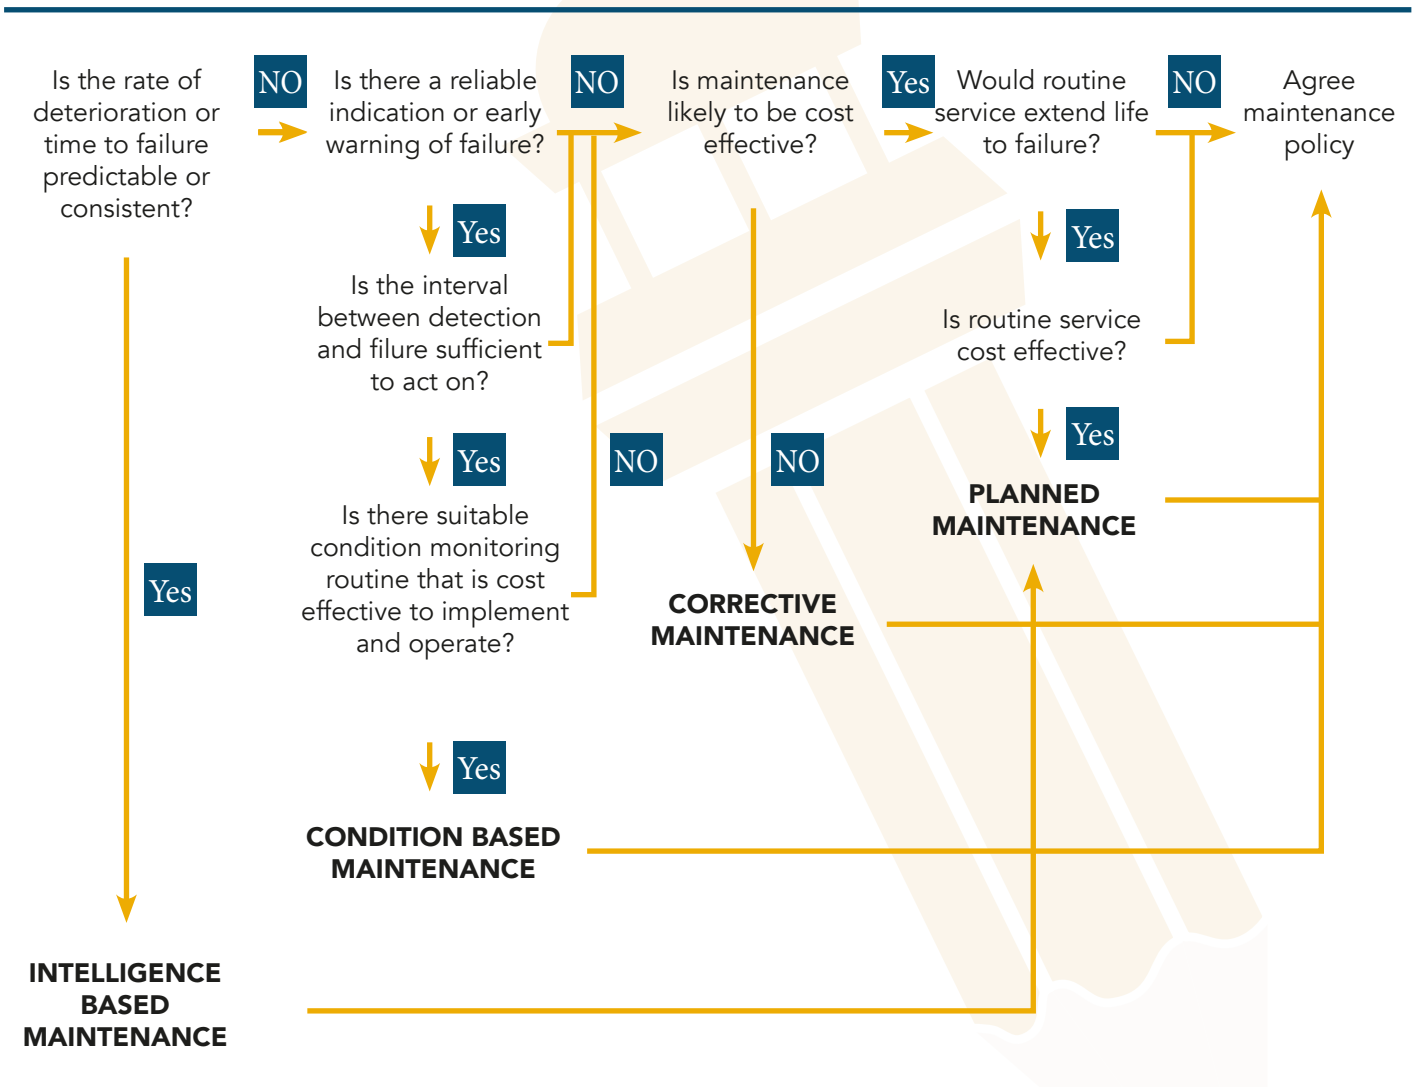 Is the rate of
deterioration or
time to failure
predictable or
consistent?
NO
Is there a reliable
indication or early
warning of failure?
NO
Is maintenance
likely to be cost
effective?
Yes
Would routine
service extend life
to failure?
NO
Agree
maintenance
policy
Yes
Is the interval
between detection
and filure sufficient
to act on?
Yes
Is routine service
cost effective?
Yes
NO
NO
Yes
Is there suitable
condition monitoring
routine that is cost
effective to implement
and operate?
PLANNED
MAINTENANCE
Yes
CORRECTIVE
MAINTENANCE
Yes
CONDITION BASED
MAINTENANCE
INTELLIGENCE
BASED
MAINTENANCE